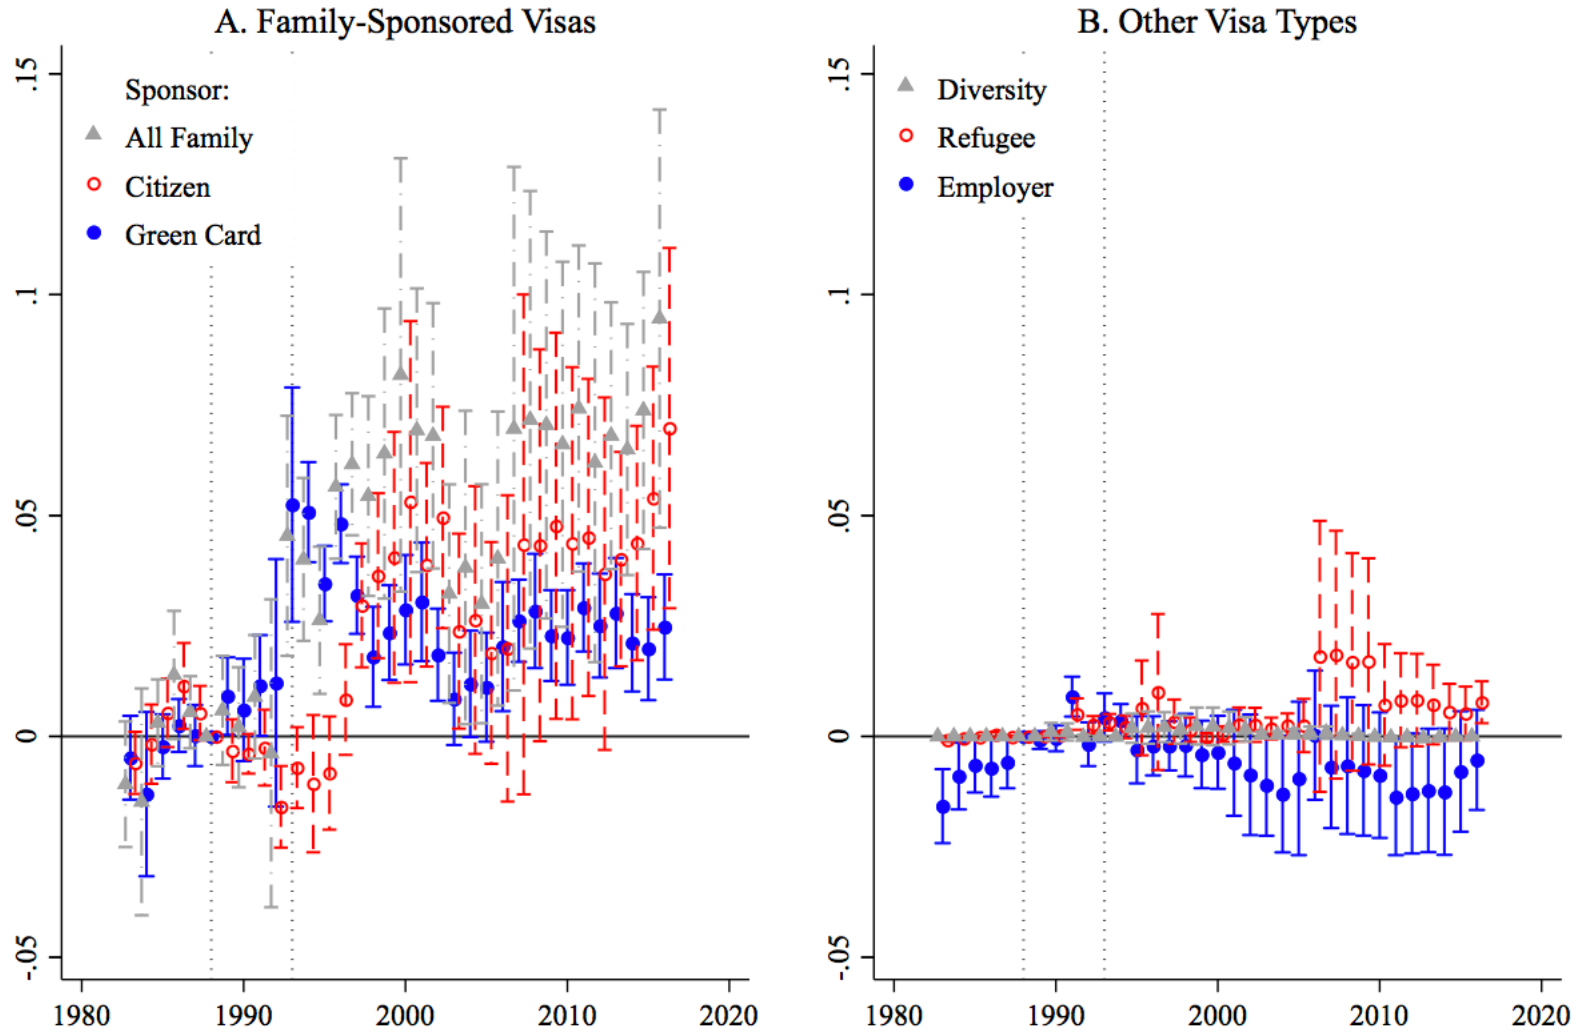 A. Family-Sponsored Visas
.15
.1
.05
0
-.05
Sponsor:
All Family
Citizen
Green Card
1980
1990
2000
2010
2020
B. Other Visa Types
.15
.1
.05
0
-.05
Diversity
Refugee
Employer
1980
1990
2000
2010
2020